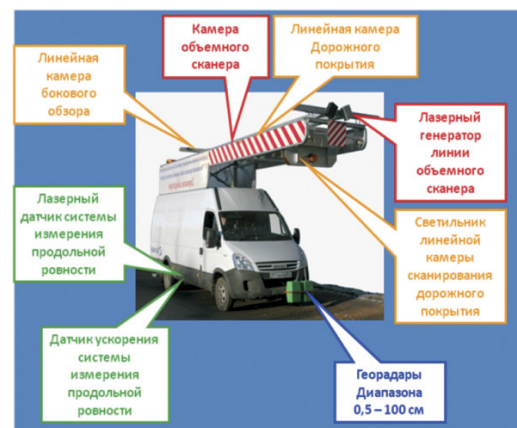 Линейная
камера
бокового
обзора
Камера
объемного
сканера
Линейная камера
Дорожного
покрытия
Лазерный
генератор
линии
объемного
сканера
Лазерный
датчик системы
измерения
продольной
ровности
Светильник
линейной
камеры
сканирования
дорожного
покрытия
Датчик ускорения
системы
измерения
продольной
ровности
Георадары
Диапазона
0,5 – 100 см